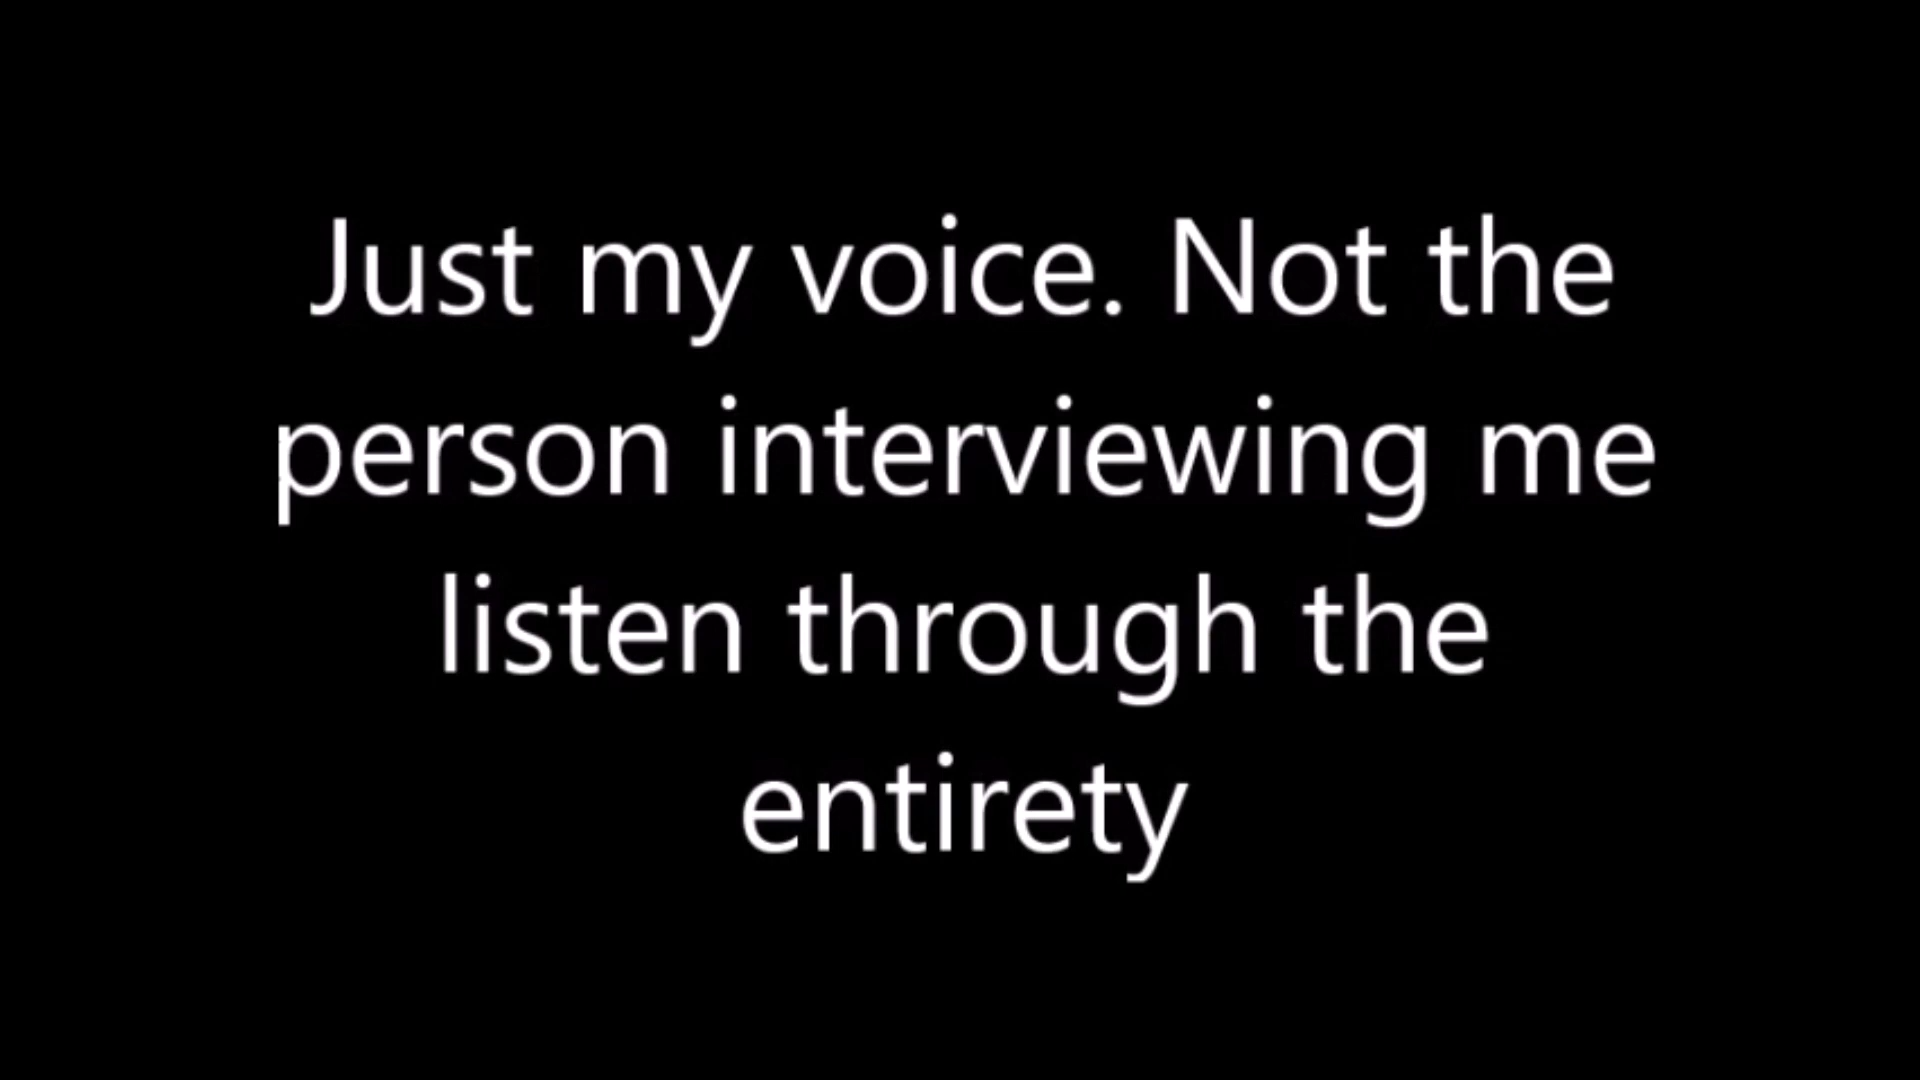 Just my voice. Not the
person interviewing me
listen through the
entirety